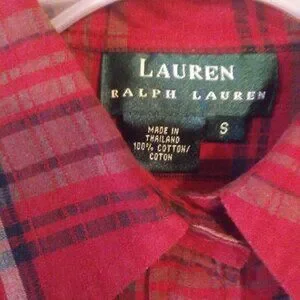 LAUREN
RALPH LAUREN
S
MADE IN
THAILAND
100% COTTON/
COTON